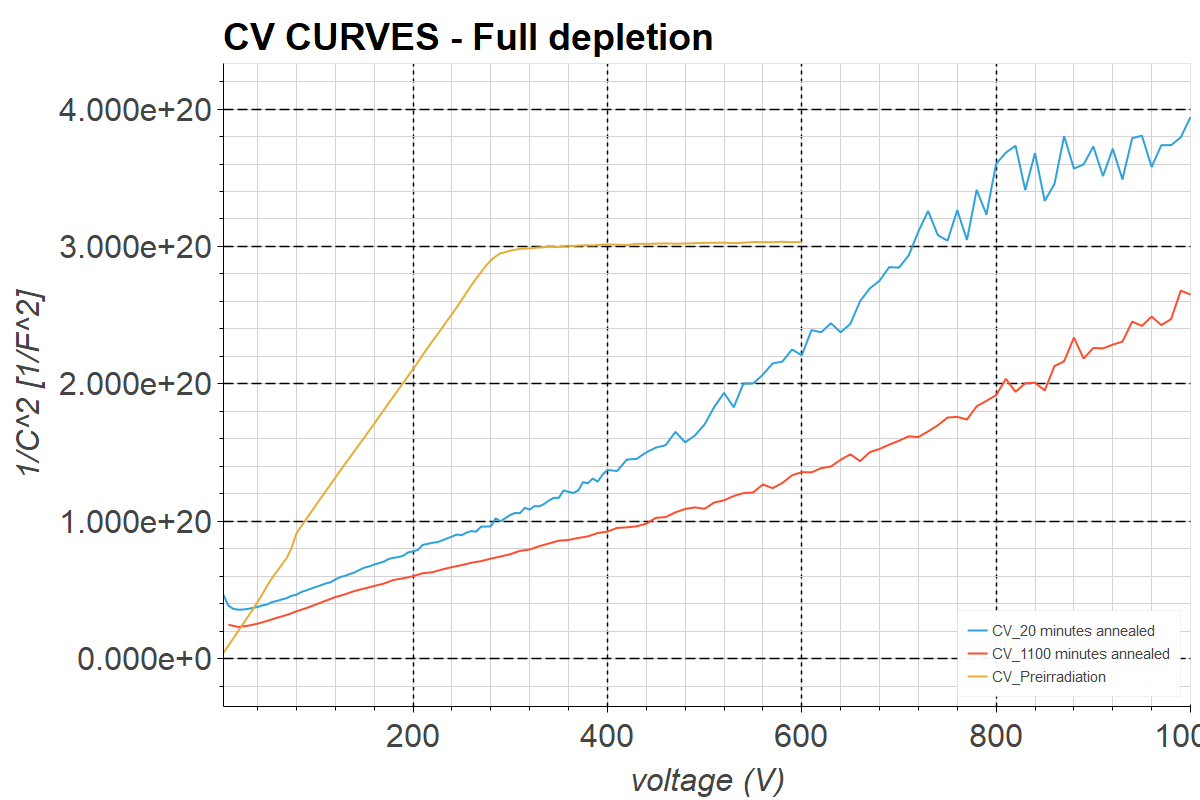 CV CURVES - Full depletion
1/C^2 [1/F^2]
4.000e+20
3.000e+20
2.000e+20
1.000e+20
0.000e+0
CV_20 minutes annealed
CV_1100 minutes annealed
CV_Preirradiation
200 400 600 800 100
voltage (V)